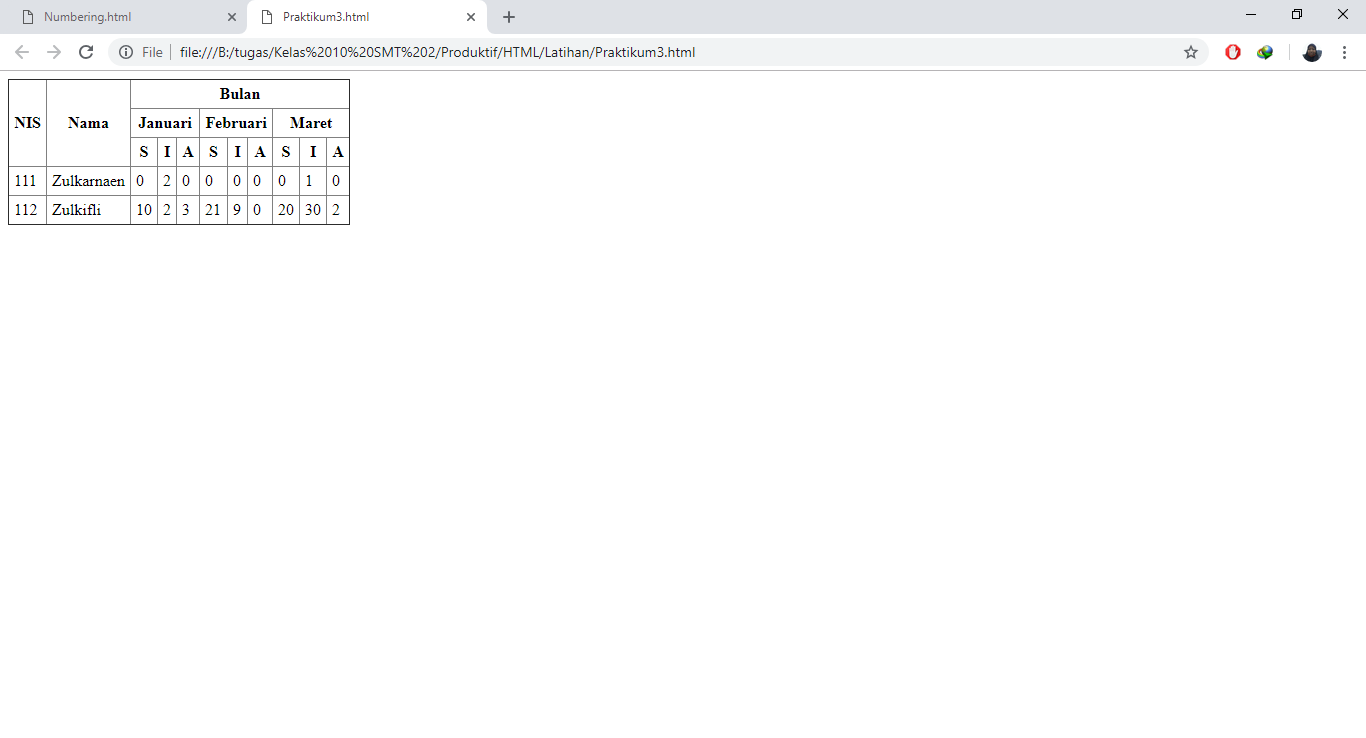 Numbering.html Praktikum3.html
File file:///B:/tugas/Kelas%2010%20SMT%202/Produktif/HTML/Latihan/Praktikum3.html
NIS Nama Bulan
Januari Februari Maret
S I A S I A S I A
111 Zulkarnaen 0 2 0 0 0 0 0 1 0
112 Zulkifli 10 2 3 21 9 0 20 30 2